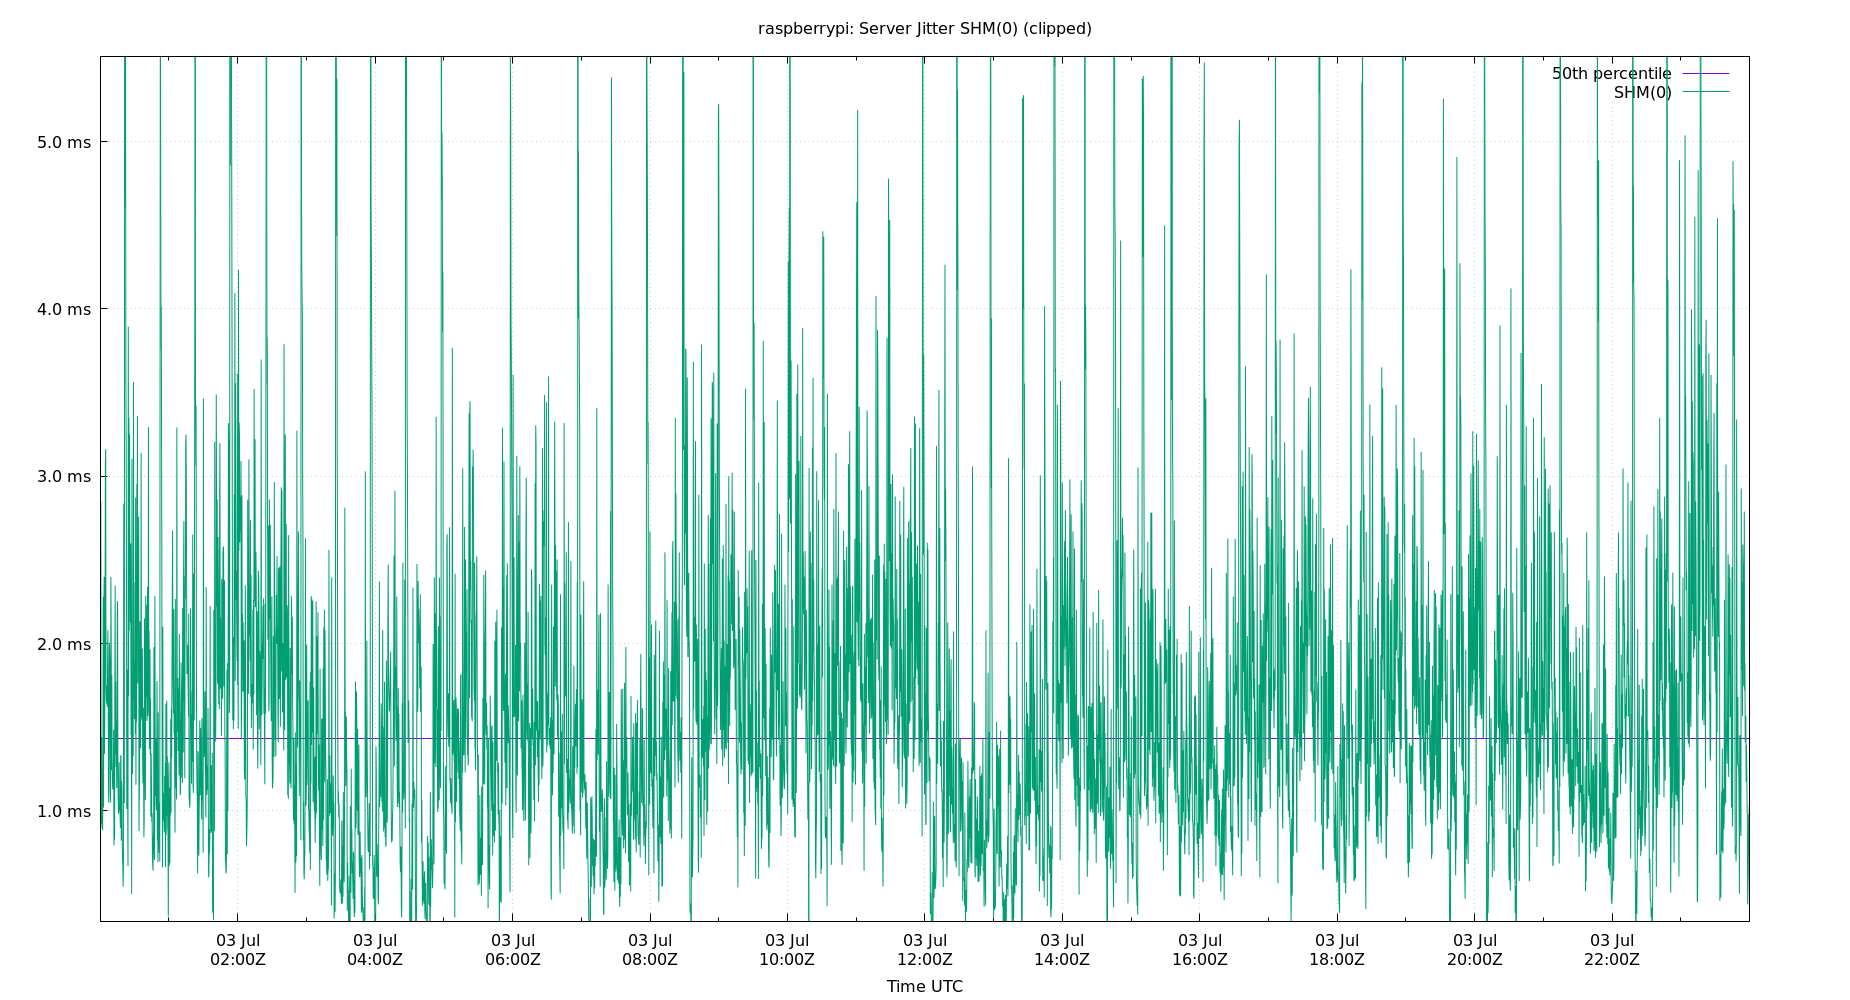 raspberrypi: Server Jitter SHM(0) (clipped)
50th percentile
SHM(0)
5.0 ms
4.0 ms
3.0 ms
2.0 ms
1.0 ms
03 Jul 03 Jul 03 Jul 03 Jul 03 Jul 03 Jul 03 Jul 03 Jul 03 Jul 03 Jul 03 Jul
02:00Z 04:00Z 06:00Z 08:00Z 10:00Z 12:00Z 14:00Z 16:00Z 18:00Z 20:00Z 22:00Z
Time UTC